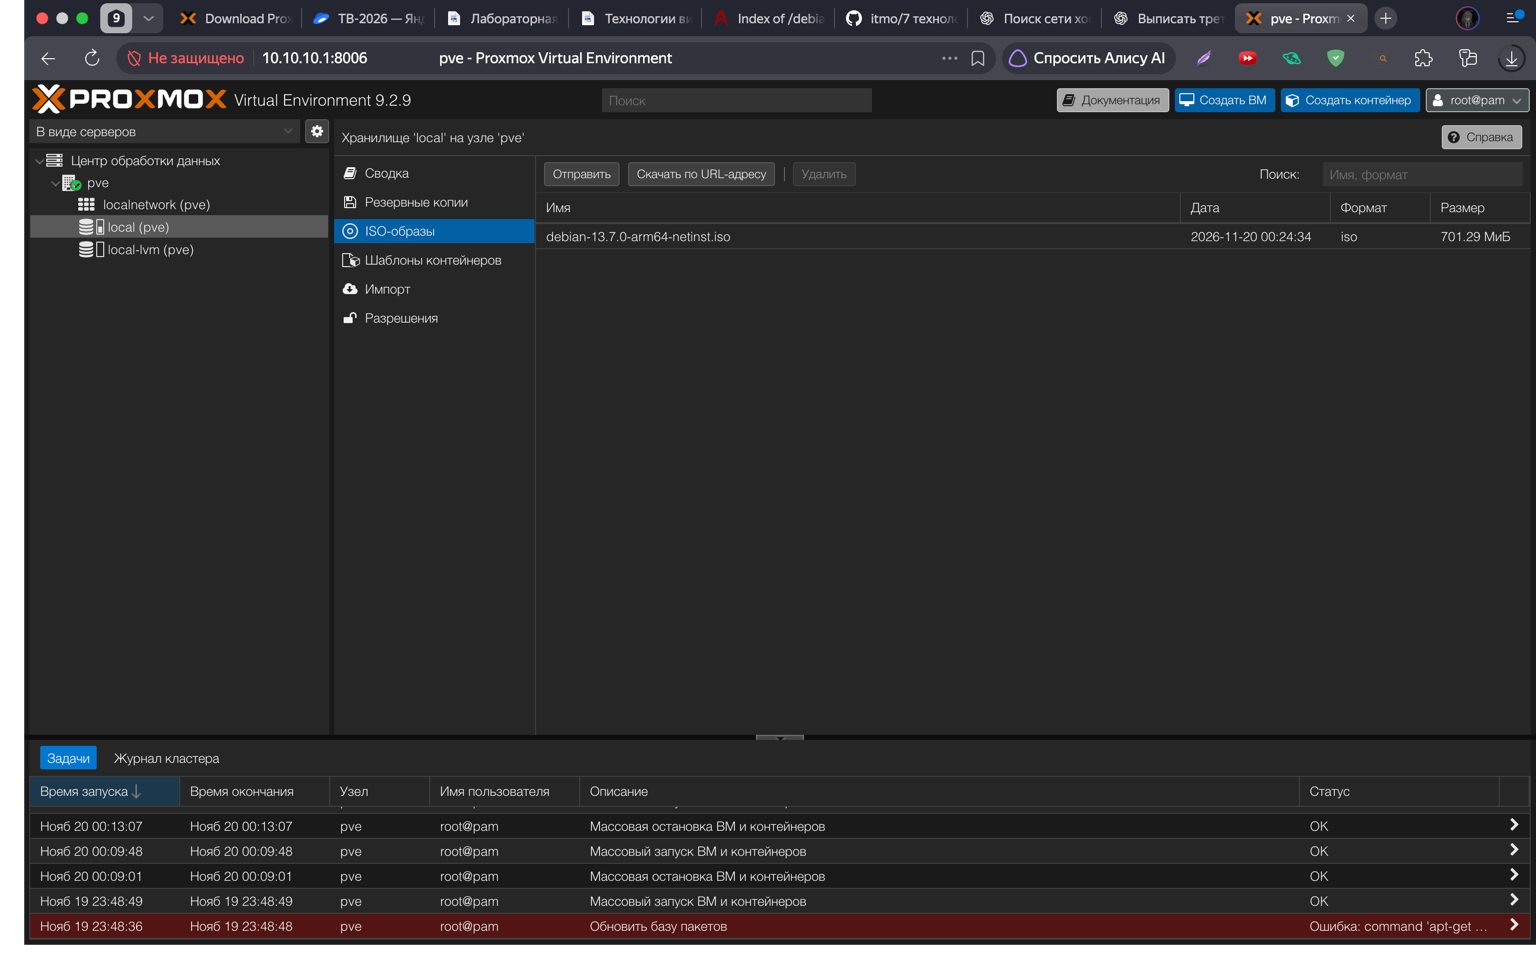 9
Download Prox
ТВ-2026 — Ян
Лабораторная
Технологии ви
Index of /debia
itmo/7 технол
Поиск сети хо
Выписать трет
pve - Proxm
Не защищено
10.10.10.1:8006
pve - Proxmox Virtual Environment
Спросить Алису AI
PROXMOX
Virtual Environment 9.2.9
Поиск
Документация
Создать ВМ
Создать контейнер
root@pam
В виде серверов
Хранилище 'local' на узле 'pve'
Справка
Центр обработки данных
pve
localnetwork (pve)
local (pve)
local-lvm (pve)
Сводка
Резервные копии
ISO-образы
Шаблоны контейнеров
Импорт
Разрешения
Отправить
Скачать по URL-адресу
Удалить
Поиск:
Имя, формат
Имя
Дата
Формат
Размер
debian-13.7.0-arm64-netinst.iso
2026-11-20 00:24:34
iso
701.29 МиБ
Задачи
Журнал кластера
Время запуска
Время окончания
Узел
Имя пользователя
Описание
Статус
Нояб 20 00:13:07 Нояб 20 00:13:07 pve root@pam Массовая остановка ВМ и контейнеров OK
Нояб 20 00:09:48 Нояб 20 00:09:48 pve root@pam Массовый запуск ВМ и контейнеров OK
Нояб 20 00:09:01 Нояб 20 00:09:01 pve root@pam Массовая остановка ВМ и контейнеров OK
Нояб 19 23:48:49 Нояб 19 23:48:49 pve root@pam Массовый запуск ВМ и контейнеров OK
Нояб 19 23:48:36 Нояб 19 23:48:48 pve root@pam Обновить базу пакетов Ошибка: command 'apt-get ...